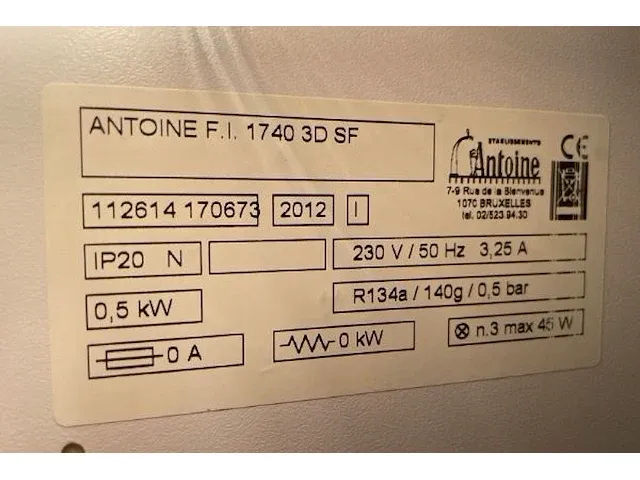 ANTOINE F.I. 1740 3D SF
ETABLISSEMENTS
Antoine
7-9 Rue de la Bienvenue
1070 BRUXELLES
tel. 02/523.94.30
CE
112614 170673
2012
I
IP20 N
230 V / 50 Hz 3,25 A
0,5 kW
R134a / 140g / 0,5 bar
0 A
0 kW
n.3 max 45 W